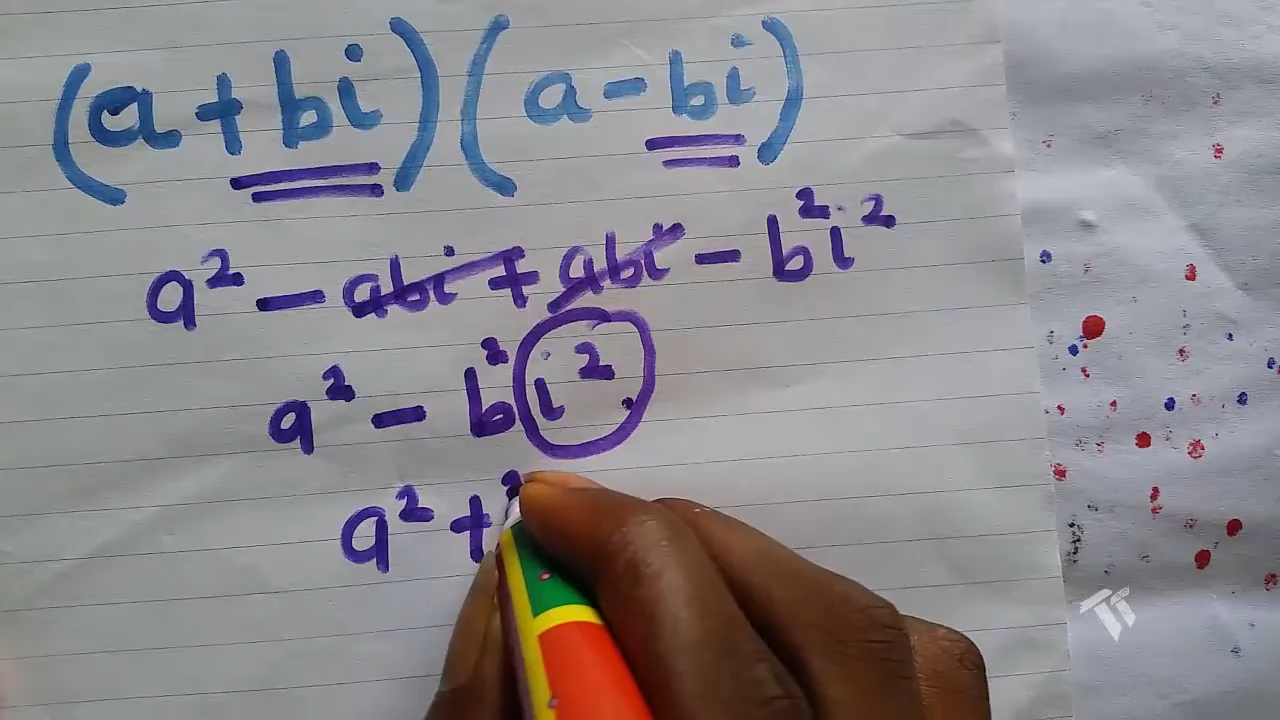 (a+bi)(a-bi)
a² - abi + abi - b²i²
a² - b²i²
a² +